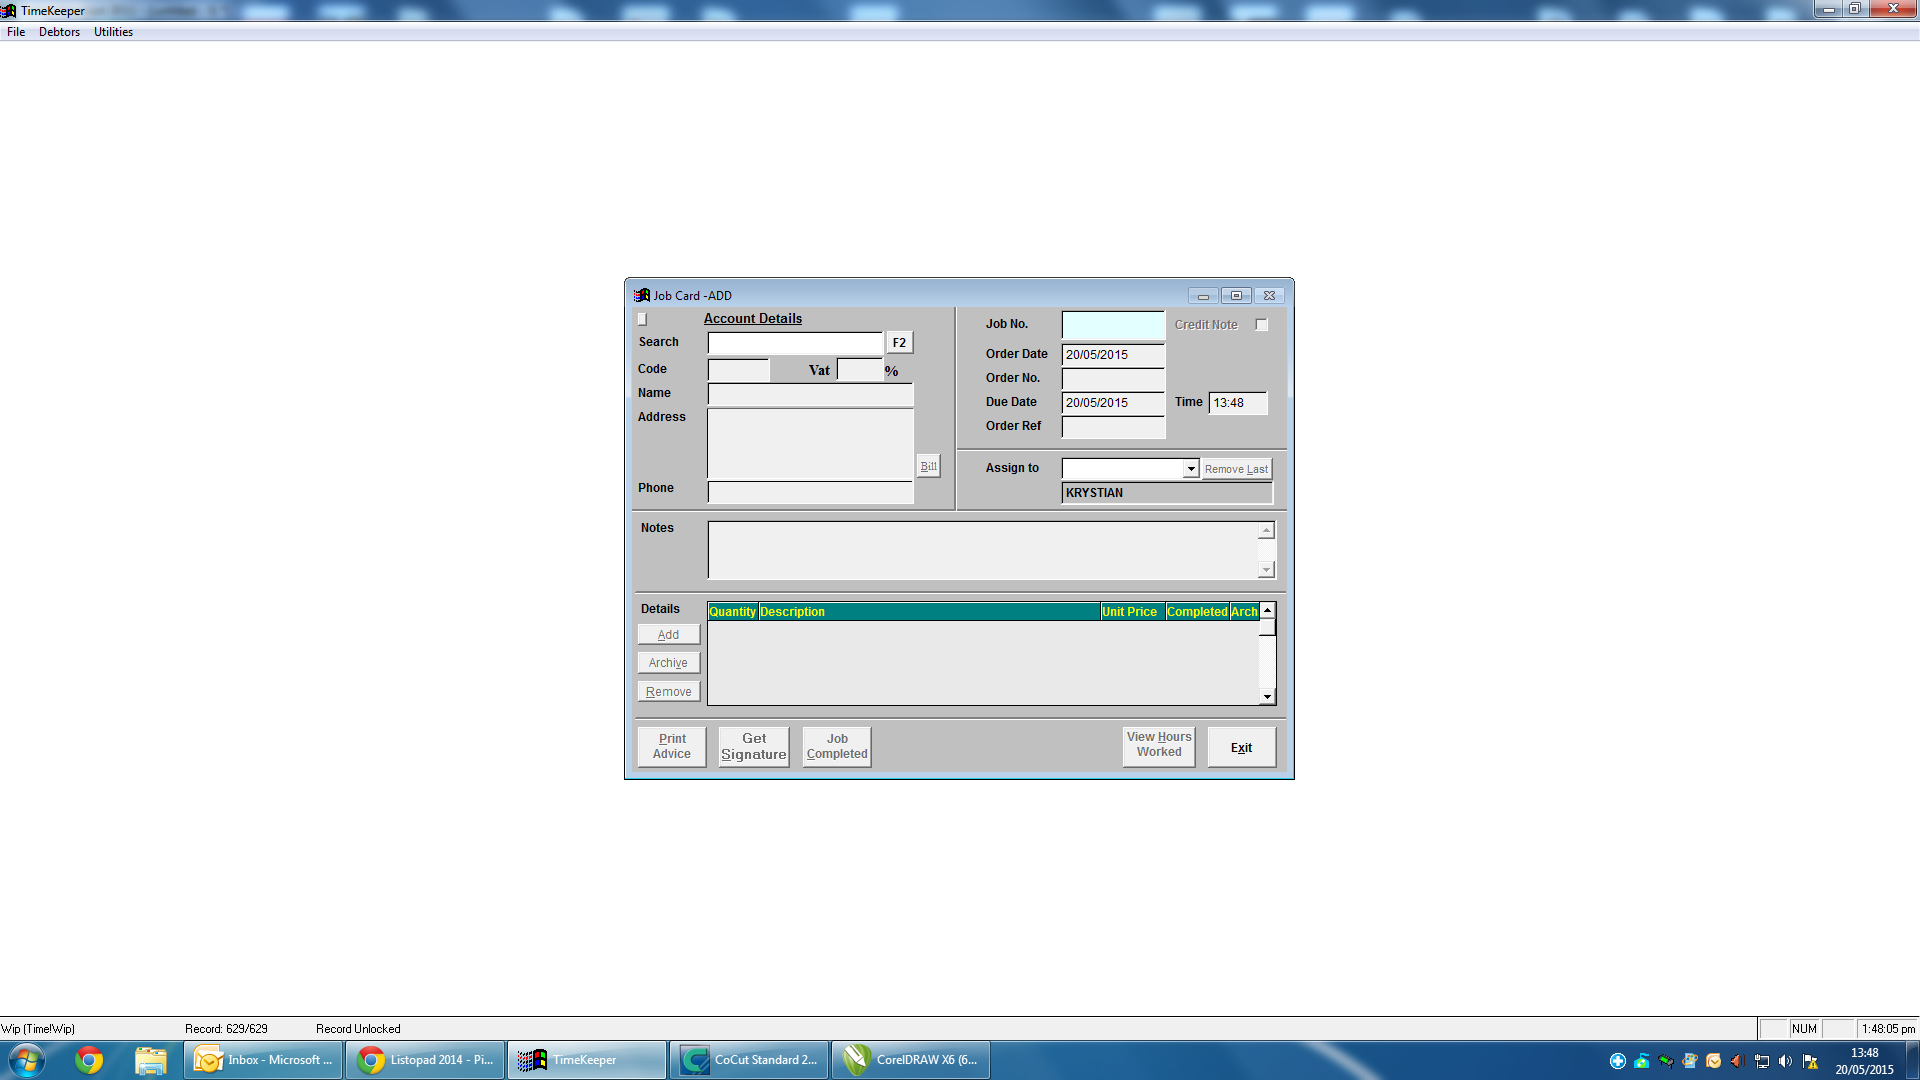 TimeKeeper
File Debtors Utilities
Job Card -ADD
Account Details
Search F2
Code Vat %
Name
Address
Bill
Phone
Job No. Credit Note
Order Date 20/05/2015
Order No.
Due Date 20/05/2015 Time 13:48
Order Ref
Assign to Remove Last
KRYSTIAN
Notes
Details Quantity Description Unit Price Completed Arch
Add
Archive
Remove
Print
Advice
Get
Signature
Job
Completed
View Hours
Worked
Exit
Wip (Time!Wip) Record: 629/629 Record Unlocked NUM 1:48:05 pm
Inbox - Microsoft ... Listopad 2014 - Pi... TimeKeeper CoCut Standard 2... CorelDRAW X6 (6...
13:48
20/05/2015